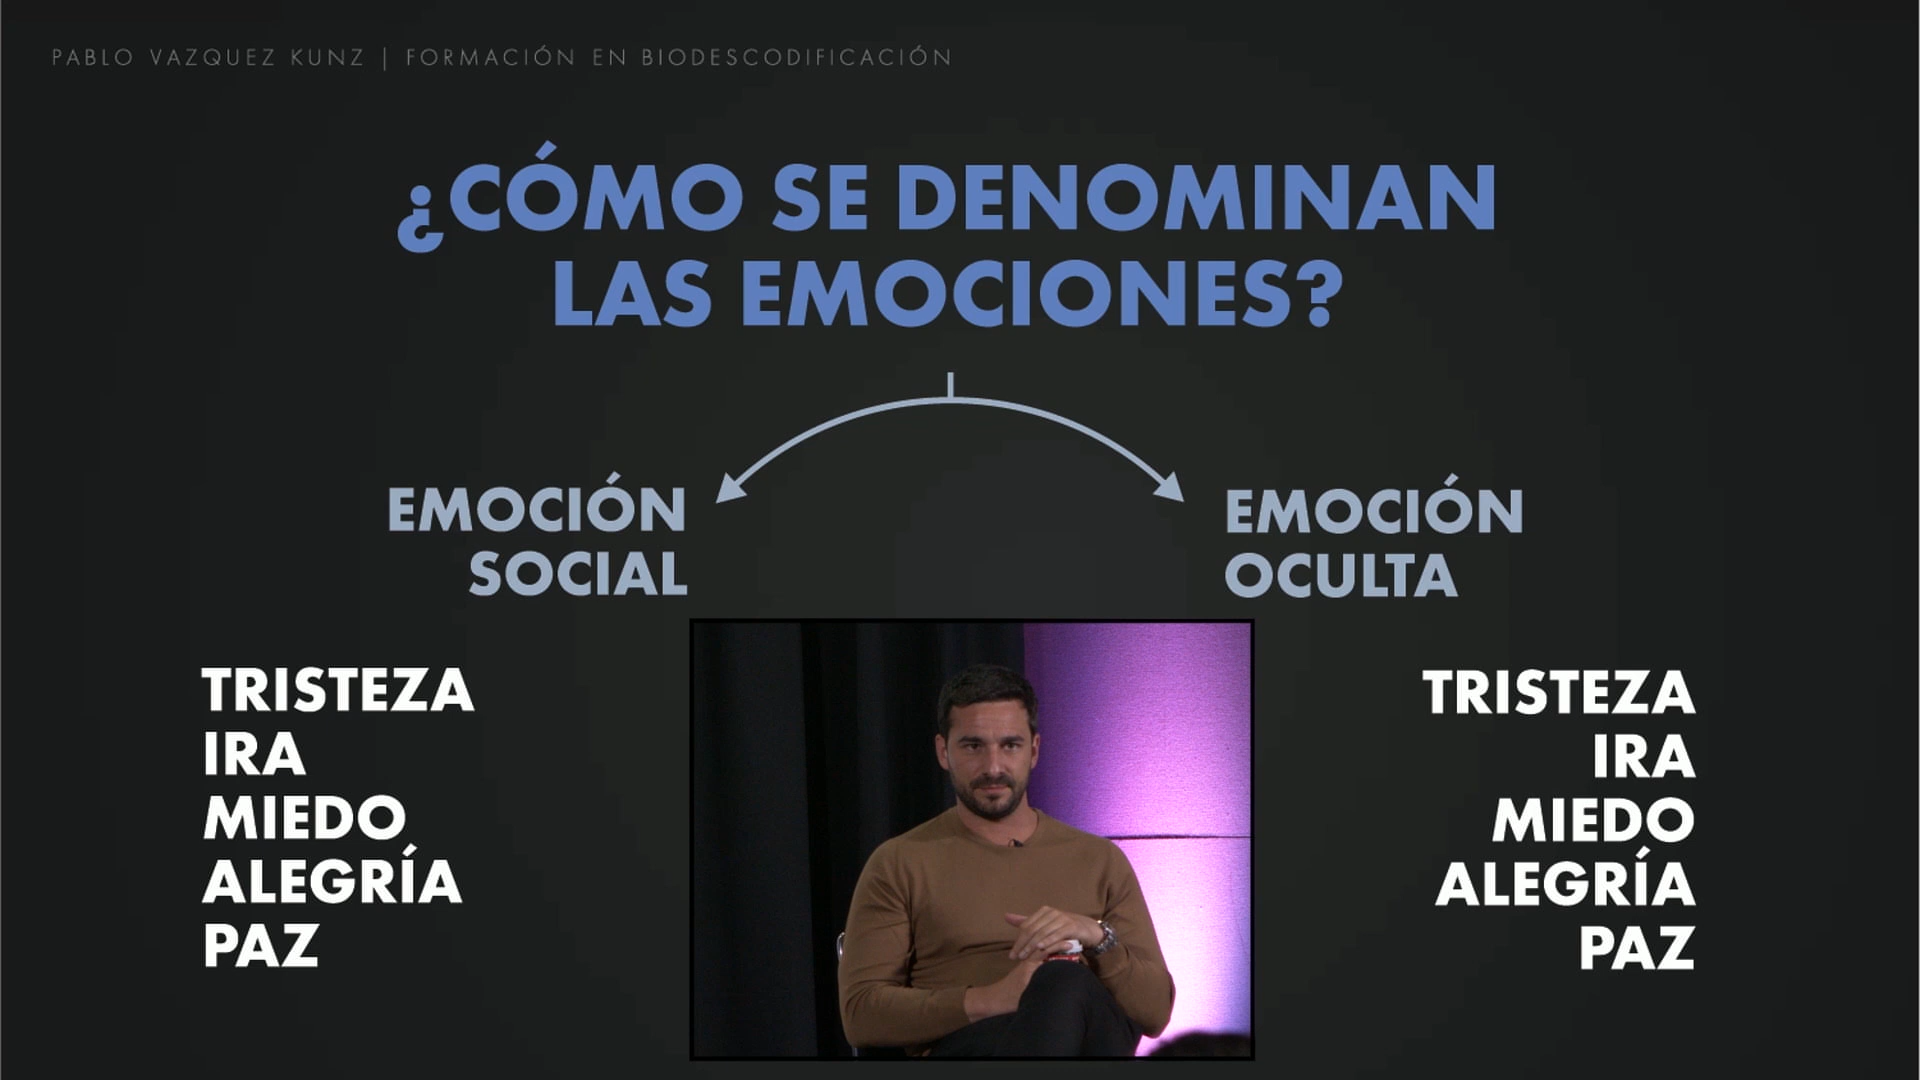 PABLO VAZQUEZ KUNZ | FORMACIÓN EN BIODESCODIFICACIÓN
¿CÓMO SE DENOMINAN
LAS EMOCIONES?
EMOCIÓN
SOCIAL
EMOCIÓN
OCULTA
TRISTEZA
IRA
MIEDO
ALEGRÍA
PAZ
TRISTEZA
IRA
MIEDO
ALEGRÍA
PAZ